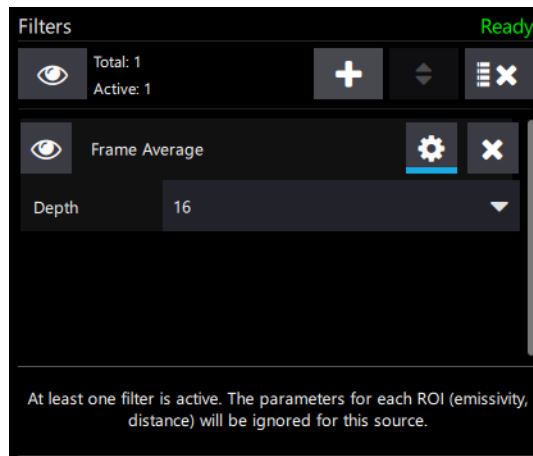 Filters
Ready
Total: 1
Active: 1
Frame Average
Depth
16
At least one filter is active. The parameters for each ROI (emissivity,
distance) will be ignored for this source.